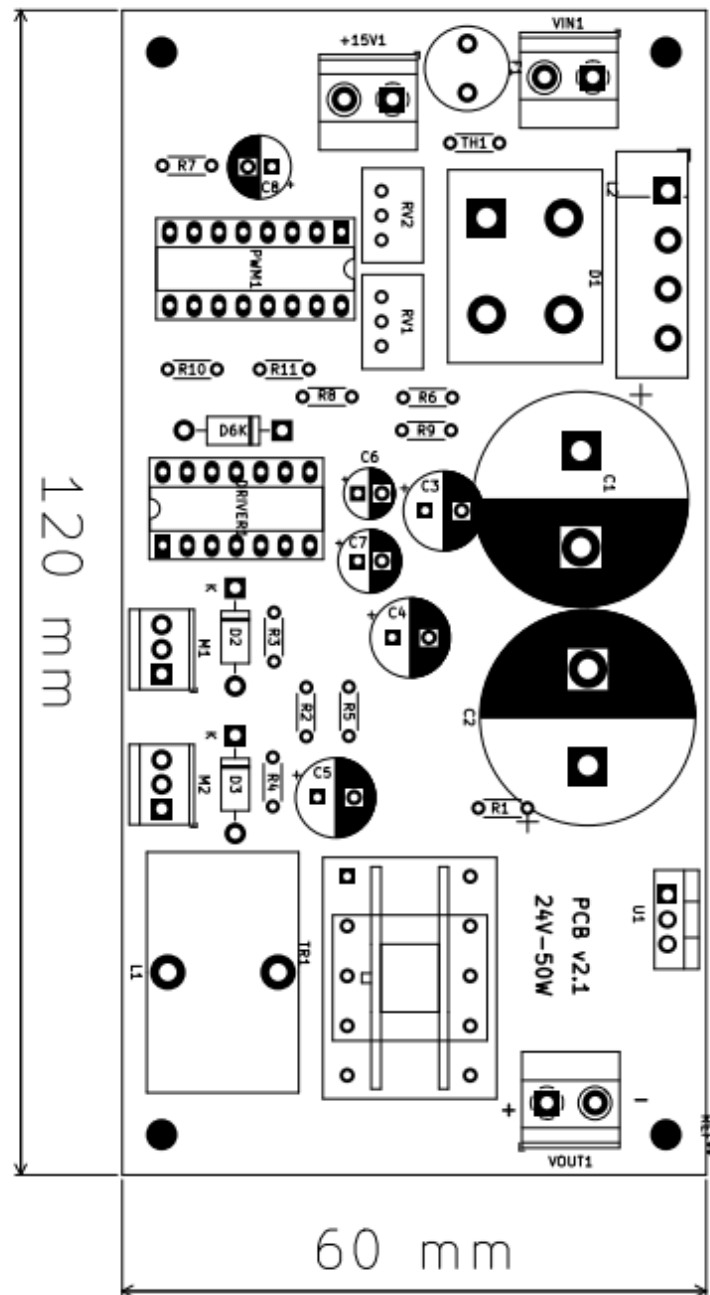 +15V1
VIN1
TH1
R7
C8
+
L2
RV2
PWM1
D1
RV1
R10
R11
R8
R6
+
R9
D6K
C6
C3
C1
+
+
DRIVER1
C7
+
K
D2
R3
M1
C4
+
R2
R5
C2
K
D3
R4
M2
C5
+
R1
+
120 mm
PCB v2.1
24V-50W
U1
L1
TR1
+
-
VOUT1
60 mm